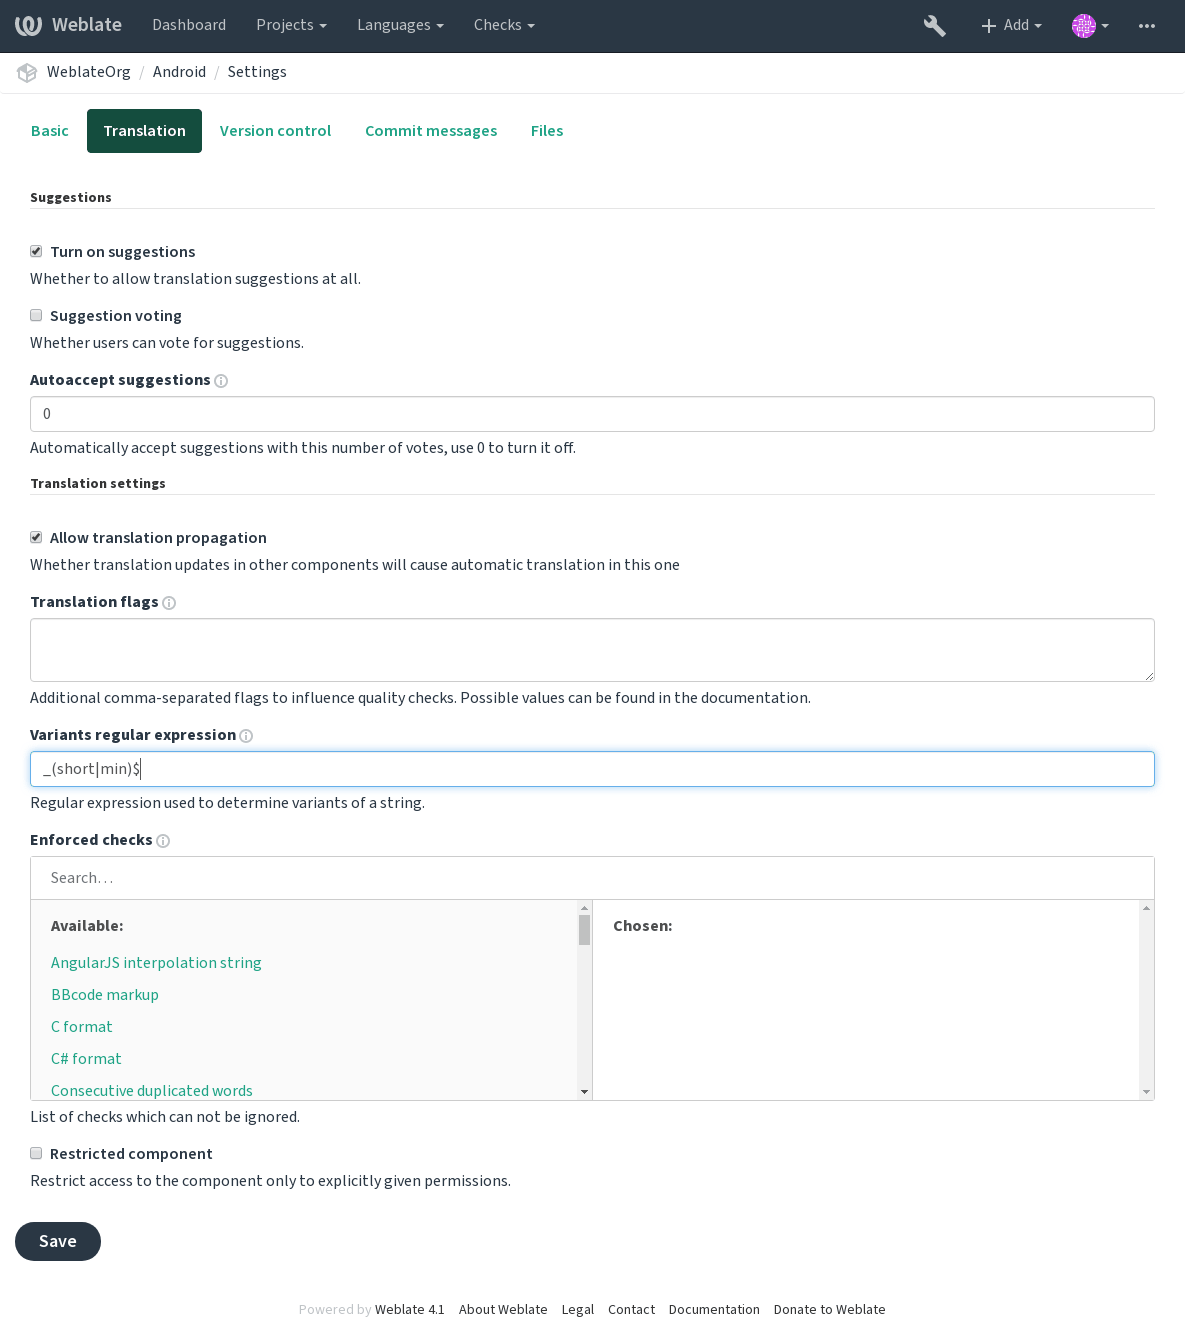 Weblate Dashboard Projects Languages Checks Add
WeblateOrg / Android / Settings
Basic Translation Version control Commit messages Files
Suggestions
Turn on suggestions
Whether to allow translation suggestions at all.
Suggestion voting
Whether users can vote for suggestions.
Autoaccept suggestions
0
Automatically accept suggestions with this number of votes, use 0 to turn it off.
Translation settings
Allow translation propagation
Whether translation updates in other components will cause automatic translation in this one
Translation flags
Additional comma-separated flags to influence quality checks. Possible values can be found in the documentation.
Variants regular expression
_(short|min)$
Regular expression used to determine variants of a string.
Enforced checks
Search…
Available: Chosen:
AngularJS interpolation string
BBcode markup
C format
C# format
Consecutive duplicated words
List of checks which can not be ignored.
Restricted component
Restrict access to the component only to explicitly given permissions.
Save
Powered by Weblate 4.1 About Weblate Legal Contact Documentation Donate to Weblate